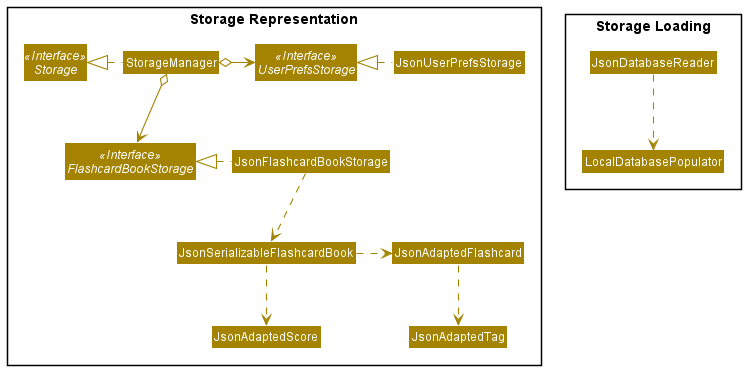 Storage Representation
Storage Loading
«Interface»
Storage
StorageManager
«Interface»
UserPrefsStorage
JsonUserPrefsStorage
JsonDatabaseReader
«Interface»
FlashcardBookStorage
JsonFlashcardBookStorage
LocalDatabasePopulator
JsonSerializableFlashcardBook
JsonAdaptedFlashcard
JsonAdaptedScore
JsonAdaptedTag